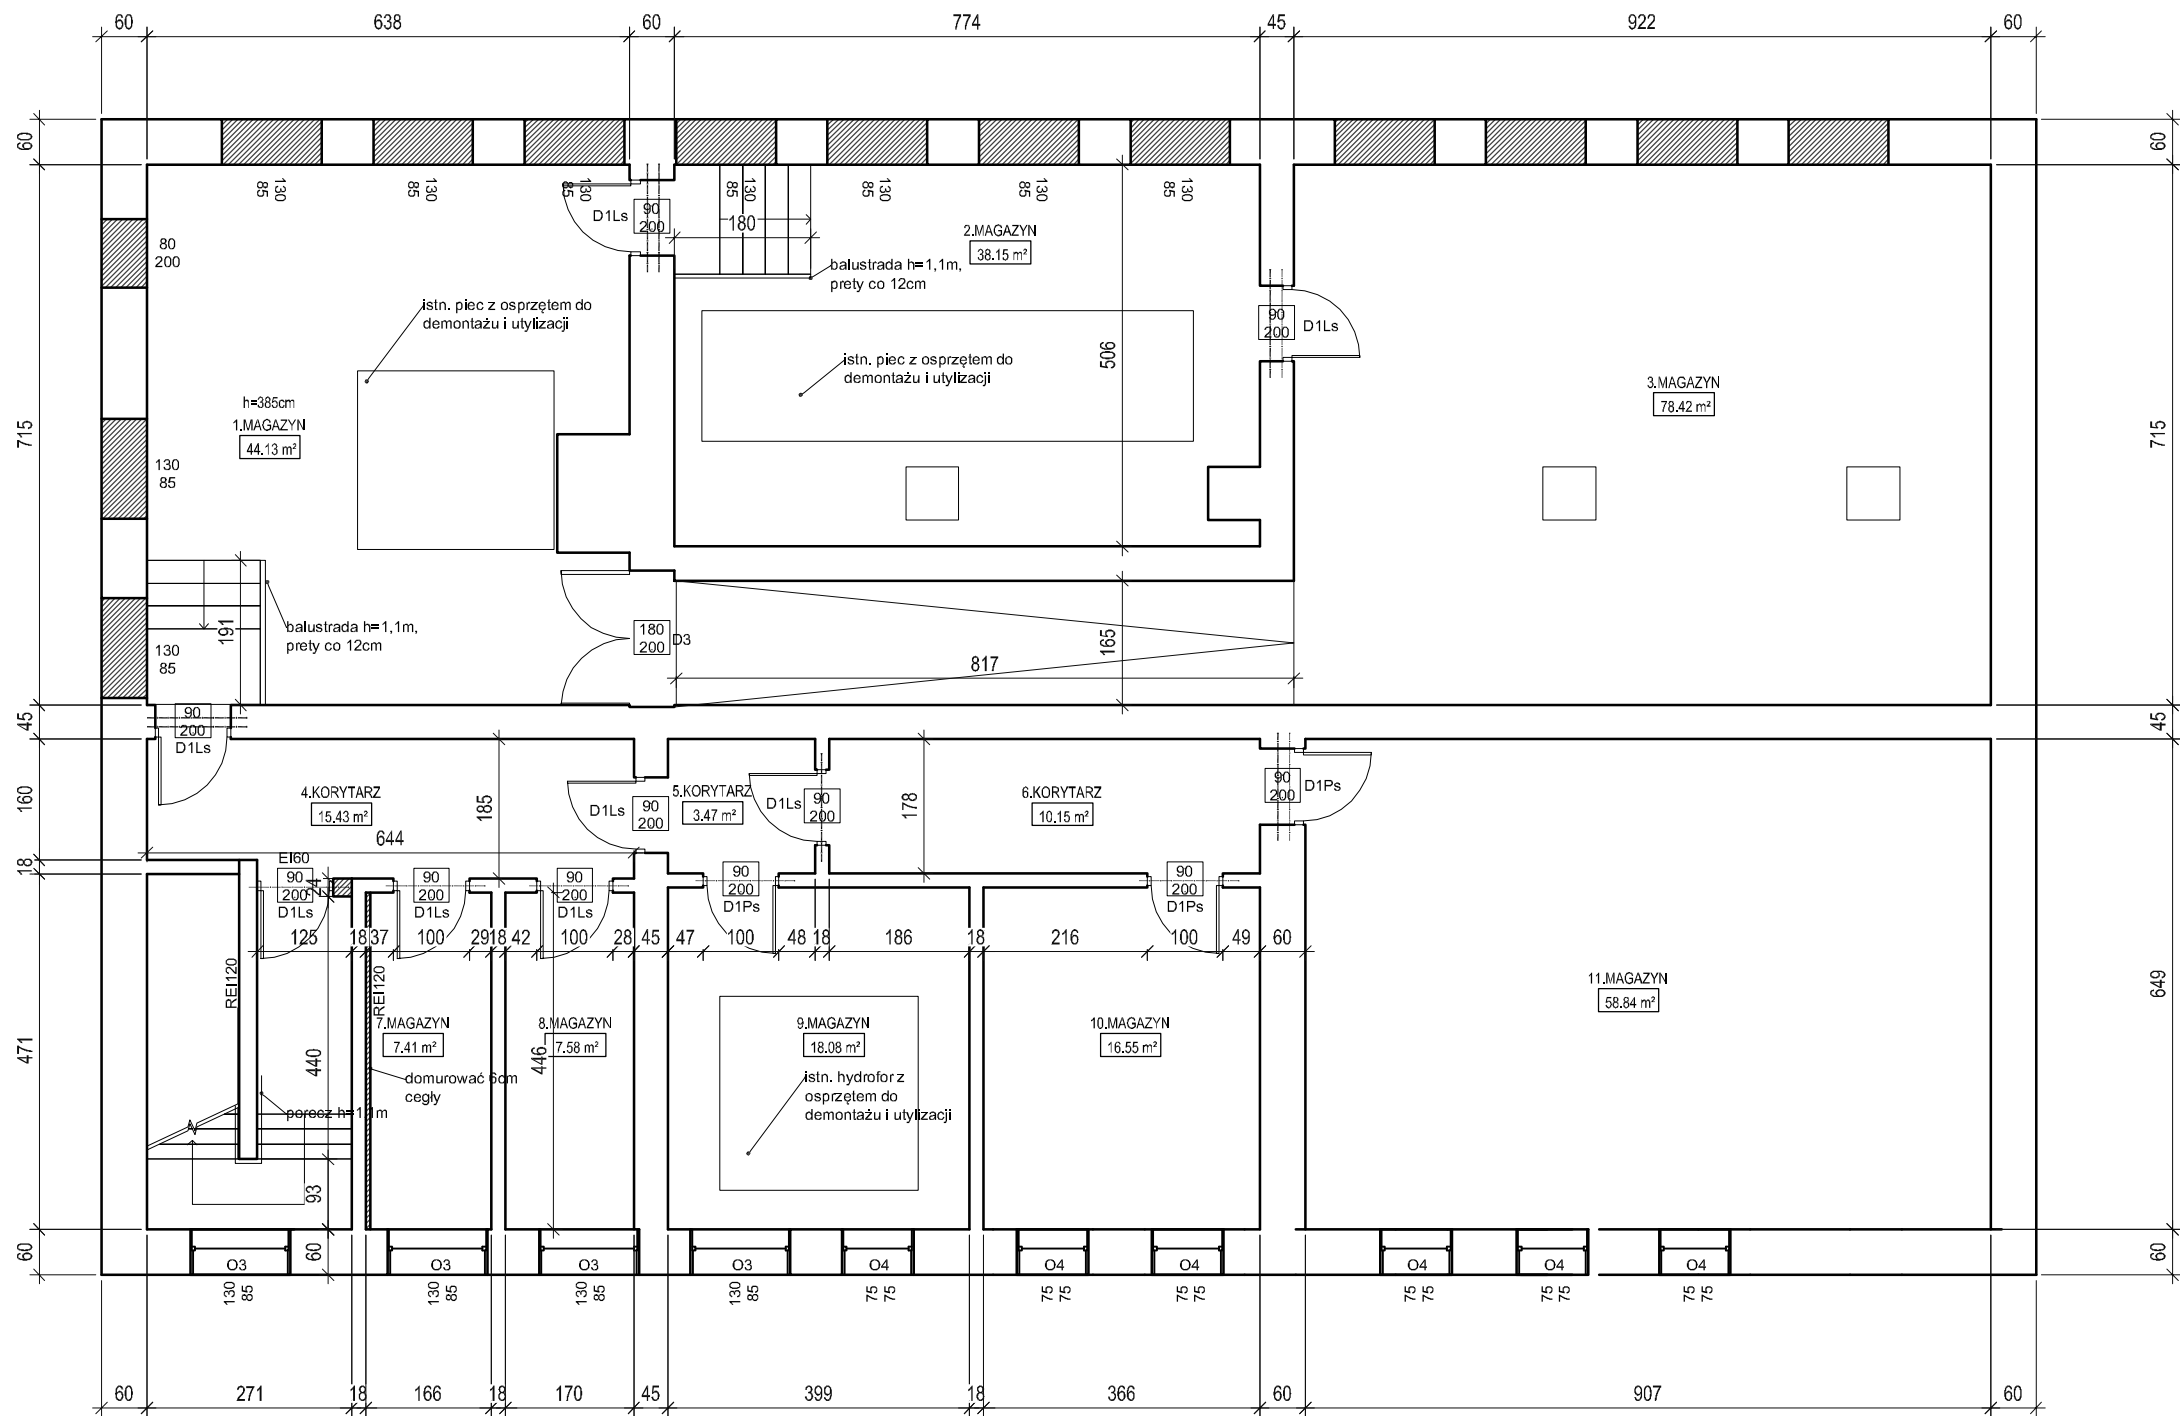 60 638 60 774 45 922 60
60
60
130
85
130
85
130
85
130
85
130
85
130
85
130
85
D1Ls
90
200
180
80
200
2.MAGAZYN
38.15 m²
balustrada h=1,1m,
prety co 12cm
istn. piec z osprzętem do
demontażu i utylizacji
90
200
D1Ls
istn. piec z osprzętem do
demontażu i utylizacji
506
3.MAGAZYN
78.42 m²
h=385cm
1.MAGAZYN
44.13 m²
715
715
130
85
191
balustrada h=1,1m,
prety co 12cm
130
85
180
200
D3
165
817
45
45
90
200
D1Ls
160
4.KORYTARZ
15.43 m²
185
644
D1Ls
90
200
5.KORYTARZ
3.47 m²
D1Ls
90
200
178
6.KORYTARZ
10.15 m²
90
200
D1Ps
18
EI60
90
200
D1Ls
24
90
200
D1Ls
90
200
D1Ls
90
200
D1Ps
90
200
D1Ps
125 18 37 100 29 18 42 100 28 45 47 100 48 18 186 18 216 100 49 60
REI120
REI120
471
649
440
7.MAGAZYN
7.41 m²
8.MAGAZYN
7.58 m²
446
9.MAGAZYN
18.08 m²
10.MAGAZYN
16.55 m²
11.MAGAZYN
58.84 m²
domurować 6cm
cegły
istn. hydrofor z
osprzętem do
demontażu i utylizacji
porecz h=1,1m
93
60
60
60
O3 O3 O3 O3 O4 O4 O4 O4 O4 O4
130
85
130
85
130
85
130
85
75
75
75
75
75
75
75
75
75
75
75
75
60 271 18 166 18 170 45 399 18 366 60 907 60